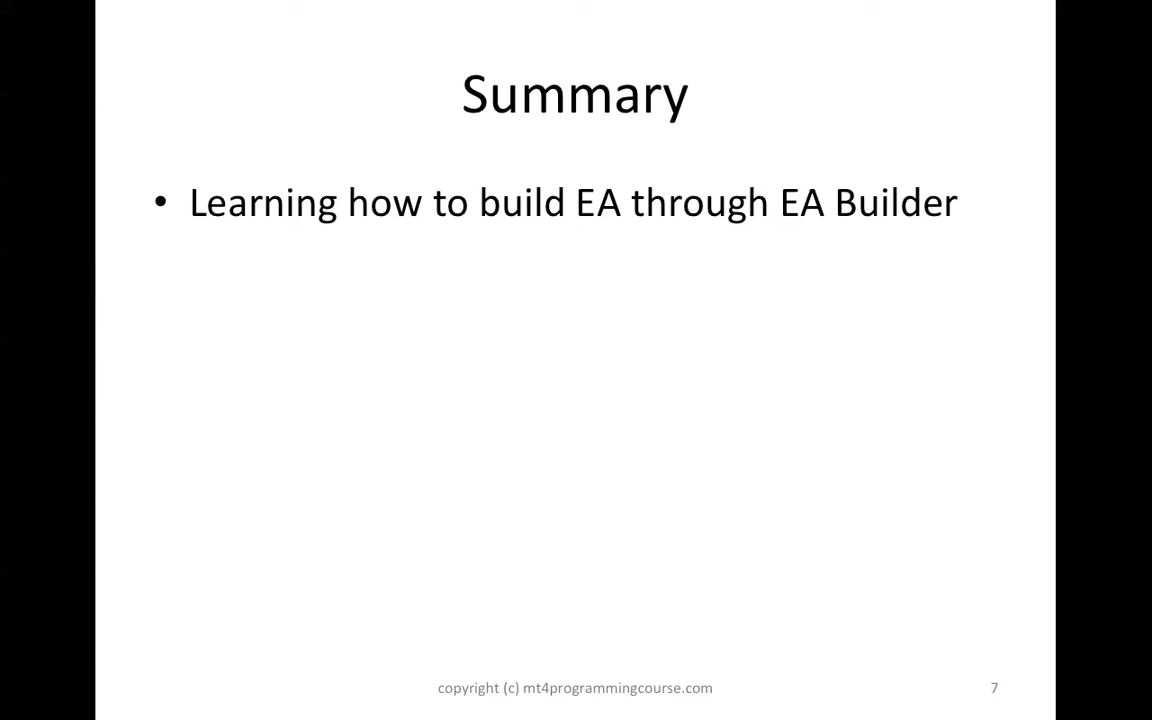 Summary
• Learning how to build EA through EA Builder
copyright (c) mt4programmingcourse.com
7